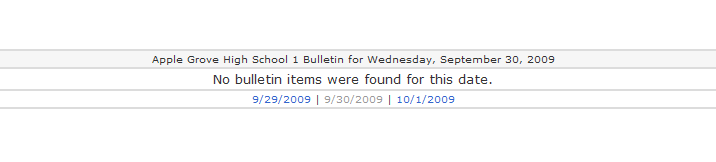 Apple Grove High School 1 Bulletin for Wednesday, September 30, 2009
No bulletin items were found for this date.
9/29/2009 | 9/30/2009 | 10/1/2009